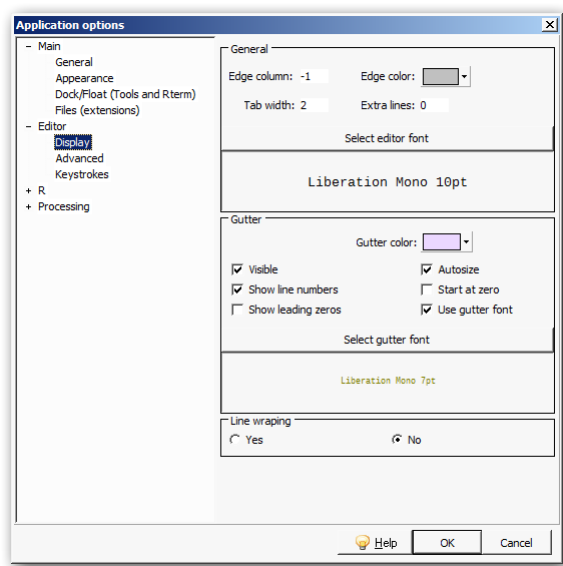 Application options
- Main
General
Appearance
Dock/Float (Tools and Rterm)
Files (extensions)
- Editor
Display
Advanced
Keystrokes
+ R
+ Processing
General
Edge column: -1 Edge color:
Tab width: 2 Extra lines: 0
Select editor font
Liberation Mono 10pt
Gutter
Gutter color:
Visible Autosize
Show line numbers Start at zero
Show leading zeros Use gutter font
Select gutter font
Liberation Mono 7pt
Line wraping
Yes No
Help OK Cancel